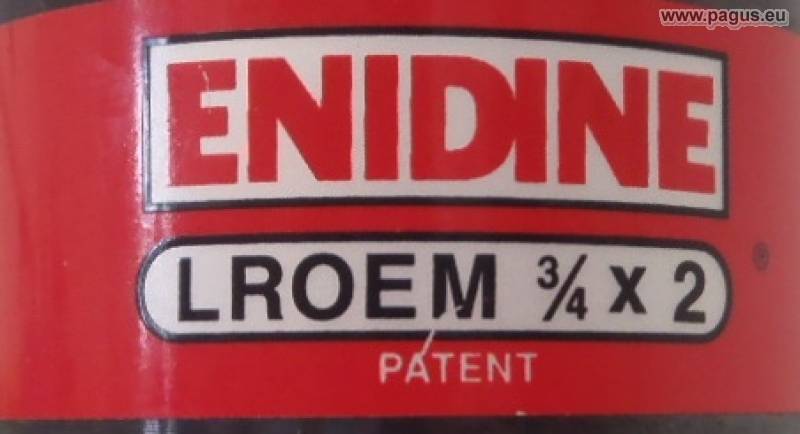 www.pagus.eu
ENIDINE
LROEM ¾ x 2
®
PATENT